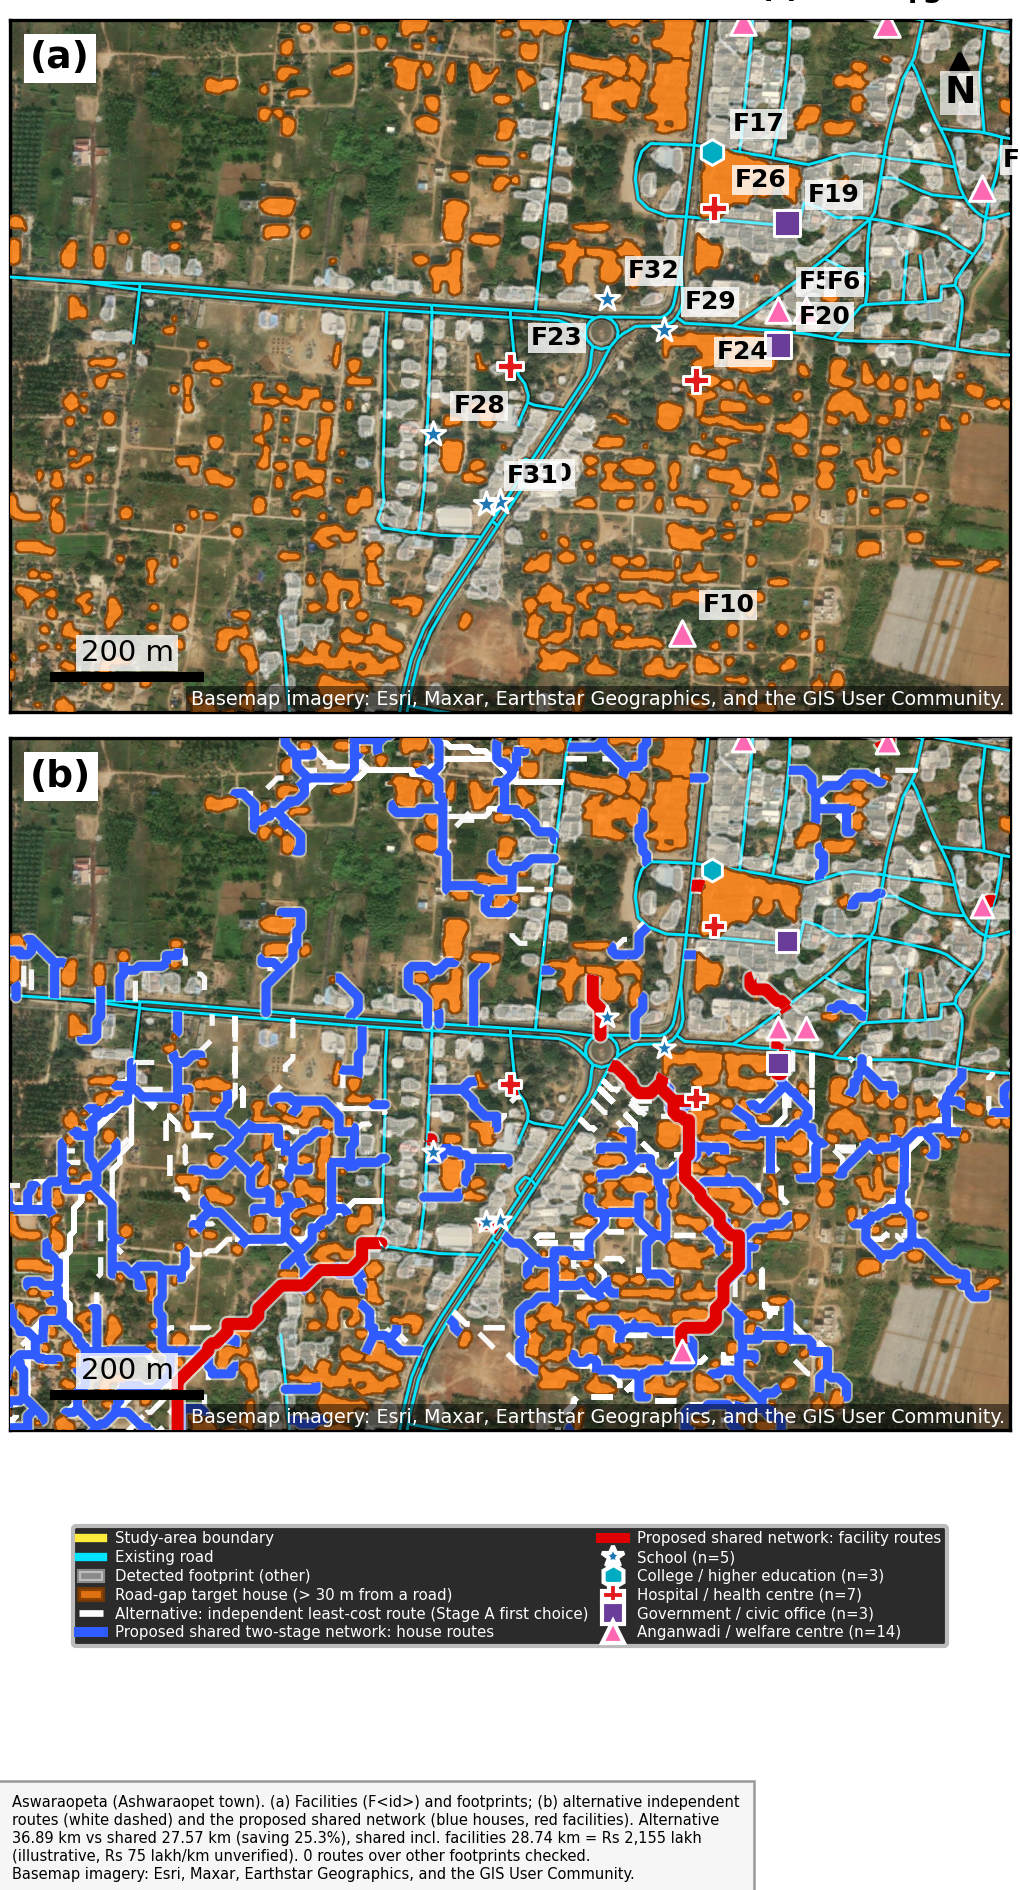 (a)
N
F17
F
F26
F19
F32
F5F6
F29
F20
F23
F24
F28
F31
F10
200 m
Basemap imagery: Esri, Maxar, Earthstar Geographics, and the GIS User Community.
(b)
200 m
Basemap imagery: Esri, Maxar, Earthstar Geographics, and the GIS User Community.
Study-area boundary
Existing road
Detected footprint (other)
Road-gap target house (> 30 m from a road)
Alternative: independent least-cost route (Stage A first choice)
Proposed shared two-stage network: house routes
Proposed shared network: facility routes
School (n=5)
College / higher education (n=3)
Hospital / health centre (n=7)
Government / civic office (n=3)
Anganwadi / welfare centre (n=14)
Aswaraopeta (Ashwaraopet town). (a) Facilities (F<id>) and footprints; (b) alternative independent
routes (white dashed) and the proposed shared network (blue houses, red facilities). Alternative
36.89 km vs shared 27.57 km (saving 25.3%), shared incl. facilities 28.74 km = Rs 2,155 lakh
(illustrative, Rs 75 lakh/km unverified). 0 routes over other footprints checked.
Basemap imagery: Esri, Maxar, Earthstar Geographics, and the GIS User Community.